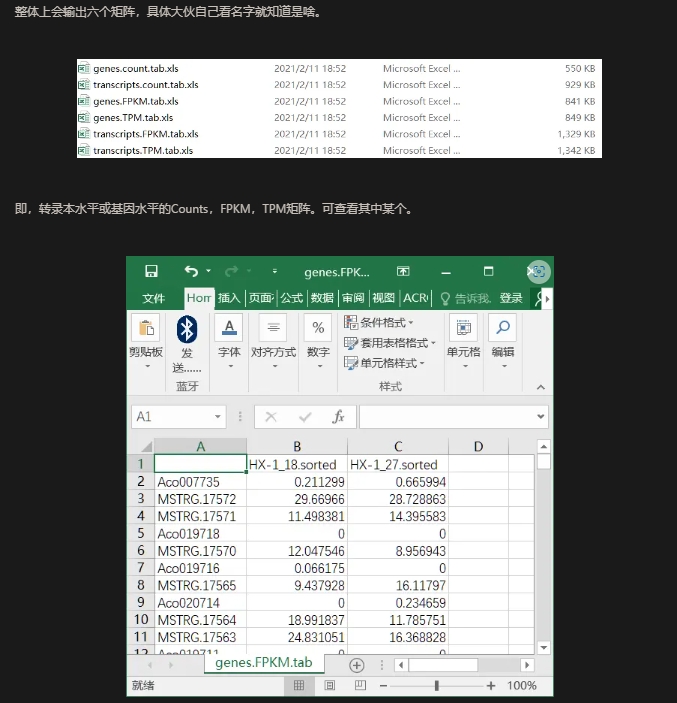 整体上会输出六个矩阵，具体大伙自己看名字就知道是啥。
genes.count.tab.xls 2021/2/11 18:52 Microsoft Excel ... 550 KB
transcripts.count.tab.xls 2021/2/11 18:52 Microsoft Excel ... 929 KB
genes.FPKM.tab.xls 2021/2/11 18:52 Microsoft Excel ... 841 KB
genes.TPM.tab.xls 2021/2/11 18:52 Microsoft Excel ... 849 KB
transcripts.FPKM.tab.xls 2021/2/11 18:52 Microsoft Excel ... 1,329 KB
transcripts.TPM.tab.xls 2021/2/11 18:52 Microsoft Excel ... 1,342 KB
即，转录本水平或基因水平的Counts，FPKM，TPM矩阵。可查看其中某个。
genes.FPK...
文件 Hom 插入 页面 公式 数据 审阅 视图 ACR 告诉我. 登录
剪贴板 发送...... 字体 对齐方式 % 数字 条件格式 套用表格格式 单元格样式 单元格 编辑
蓝牙 样式
A1 fx
A B C D
1 HX-1_18.sorted HX-1_27.sorted
2 Aco007735 0.211299 0.665994
3 MSTRG.17572 29.66966 28.728863
4 MSTRG.17571 11.498381 14.395583
5 Aco019718 0 0
6 MSTRG.17570 12.047546 8.956943
7 Aco019716 0.066175 0
8 MSTRG.17565 9.437928 16.11797
9 Aco020714 0 0.234659
10 MSTRG.17564 18.991837 11.785751
11 MSTRG.17563 24.831051 16.368828
12 Aco019711 0 0
genes.FPKM.tab
就绪 100%